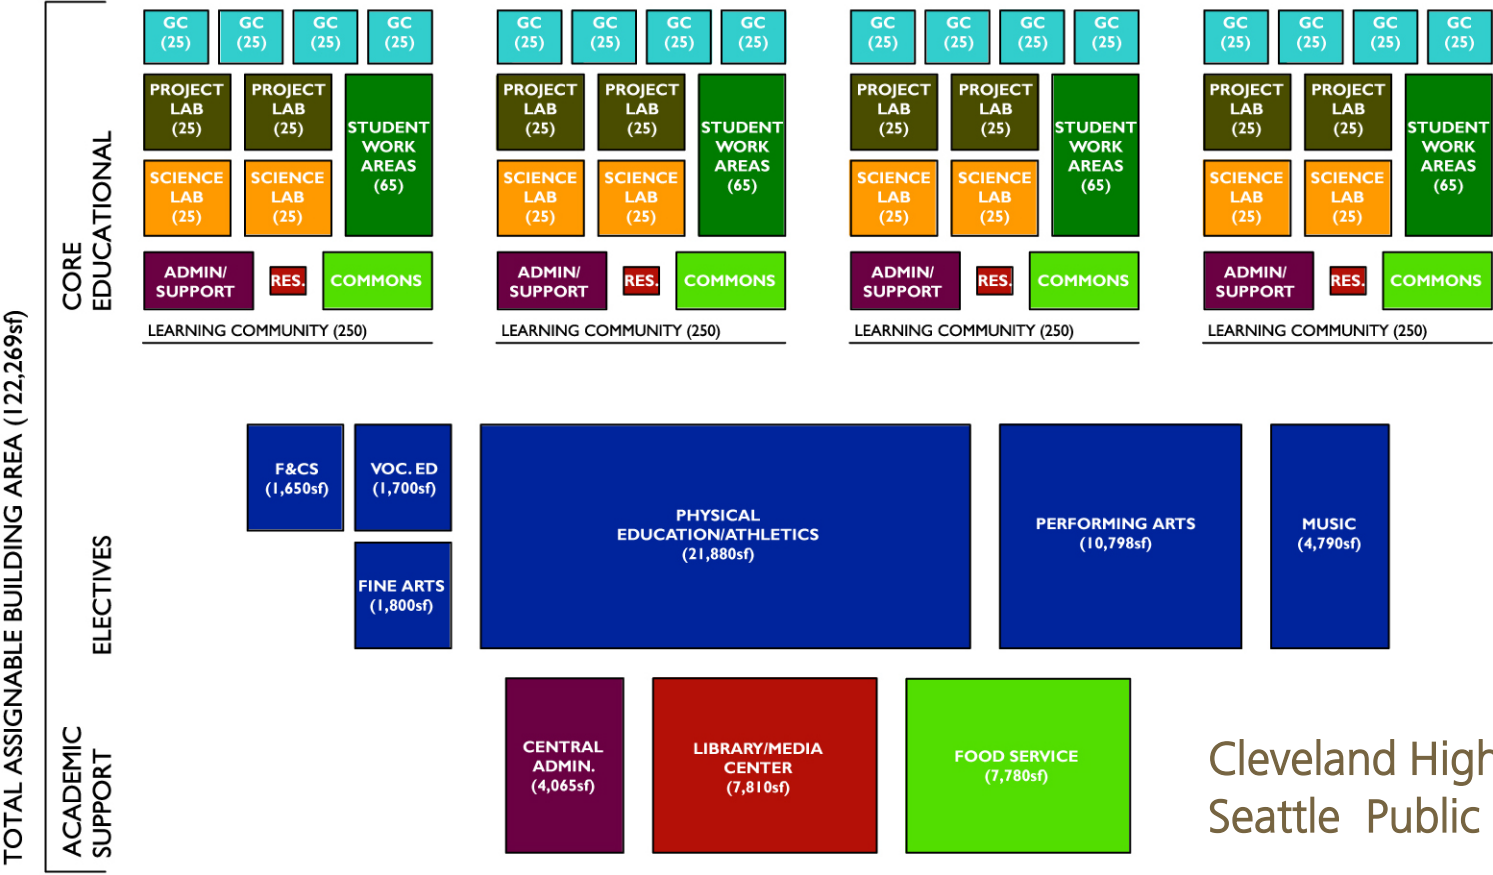 TOTAL ASSIGNABLE BUILDING AREA (122,269sf)
CORE
EDUCATIONAL
GC
(25)
GC
(25)
GC
(25)
GC
(25)
PROJECT
LAB
(25)
PROJECT
LAB
(25)
STUDENT
WORK
AREAS
(65)
SCIENCE
LAB
(25)
SCIENCE
LAB
(25)
ADMIN/
SUPPORT
RES.
COMMONS
LEARNING COMMUNITY (250)
GC
(25)
GC
(25)
GC
(25)
GC
(25)
PROJECT
LAB
(25)
PROJECT
LAB
(25)
STUDENT
WORK
AREAS
(65)
SCIENCE
LAB
(25)
SCIENCE
LAB
(25)
ADMIN/
SUPPORT
RES.
COMMONS
LEARNING COMMUNITY (250)
GC
(25)
GC
(25)
GC
(25)
GC
(25)
PROJECT
LAB
(25)
PROJECT
LAB
(25)
STUDENT
WORK
AREAS
(65)
SCIENCE
LAB
(25)
SCIENCE
LAB
(25)
ADMIN/
SUPPORT
RES.
COMMONS
LEARNING COMMUNITY (250)
GC
(25)
GC
(25)
GC
(25)
GC
(25)
PROJECT
LAB
(25)
PROJECT
LAB
(25)
STUDENT
WORK
AREAS
(65)
SCIENCE
LAB
(25)
SCIENCE
LAB
(25)
ADMIN/
SUPPORT
RES.
COMMONS
LEARNING COMMUNITY (250)
ELECTIVES
F&CS
(1,650sf)
VOC. ED
(1,700sf)
FINE ARTS
(1,800sf)
PHYSICAL
EDUCATION/ATHLETICS
(21,880sf)
PERFORMING ARTS
(10,798sf)
MUSIC
(4,790sf)
ACADEMIC
SUPPORT
CENTRAL
ADMIN.
(4,065sf)
LIBRARY/MEDIA
CENTER
(7,810sf)
FOOD SERVICE
(7,780sf)
Cleveland High
Seattle Public